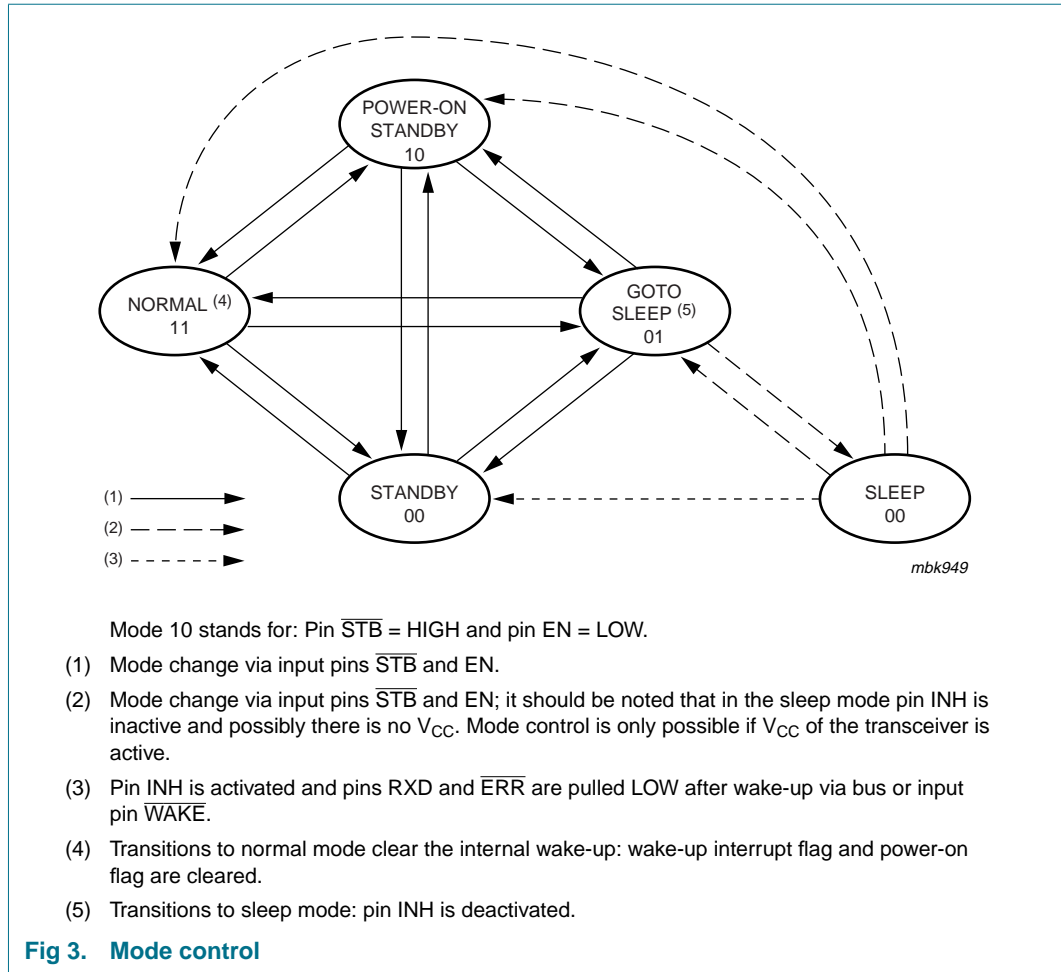 POWER-ON
STANDBY
10
NORMAL (4)
11
GOTO
SLEEP (5)
01
STANDBY
00
SLEEP
00
(1)
(2)
(3)
mbk949
Mode 10 stands for: Pin S̅T̅B̅ = HIGH and pin EN = LOW.
(1) Mode change via input pins S̅T̅B̅ and EN.
(2) Mode change via input pins S̅T̅B̅ and EN; it should be noted that in the sleep mode pin INH is
inactive and possibly there is no VCC. Mode control is only possible if VCC of the transceiver is
active.
(3) Pin INH is activated and pins RXD and E̅R̅R̅ are pulled LOW after wake-up via bus or input
pin W̅A̅K̅E̅.
(4) Transitions to normal mode clear the internal wake-up: wake-up interrupt flag and power-on
flag are cleared.
(5) Transitions to sleep mode: pin INH is deactivated.
Fig 3. Mode control